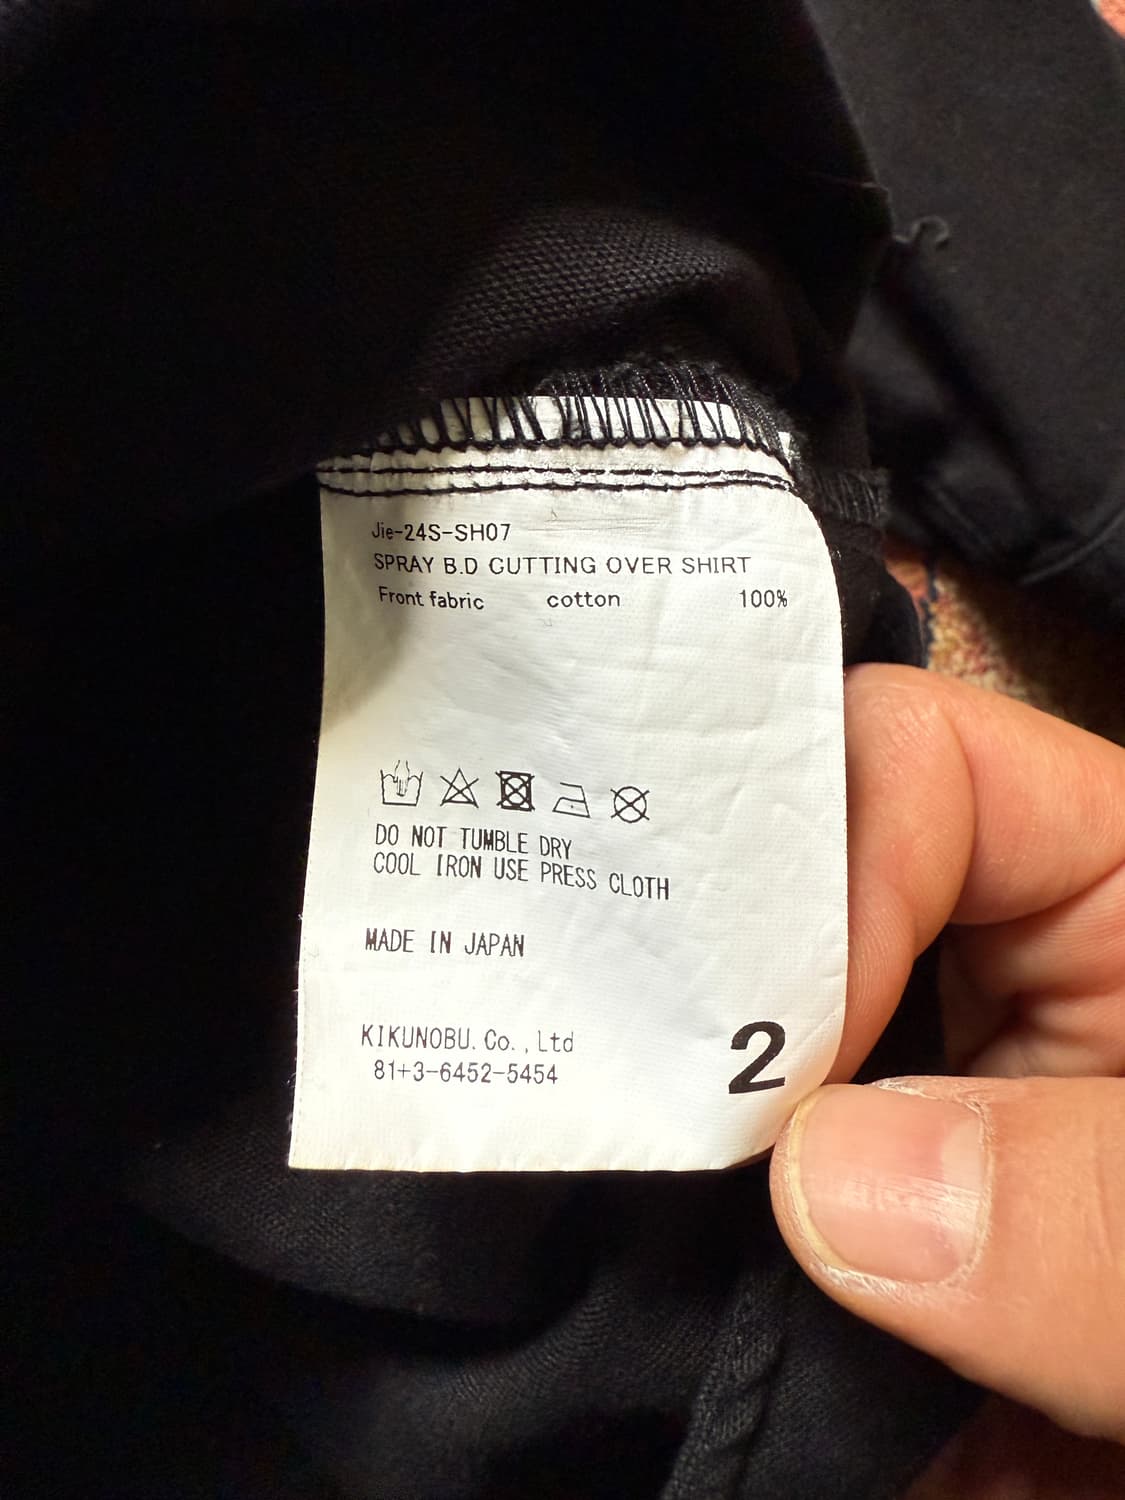 Jie-24S-SH07
SPRAY B.D CUTTING OVER SHIRT
Front fabric cotton 100%
DO NOT TUMBLE DRY
COOL IRON USE PRESS CLOTH
MADE IN JAPAN
KIKUNOBU.Co.,Ltd
81+3-6452-5454
2